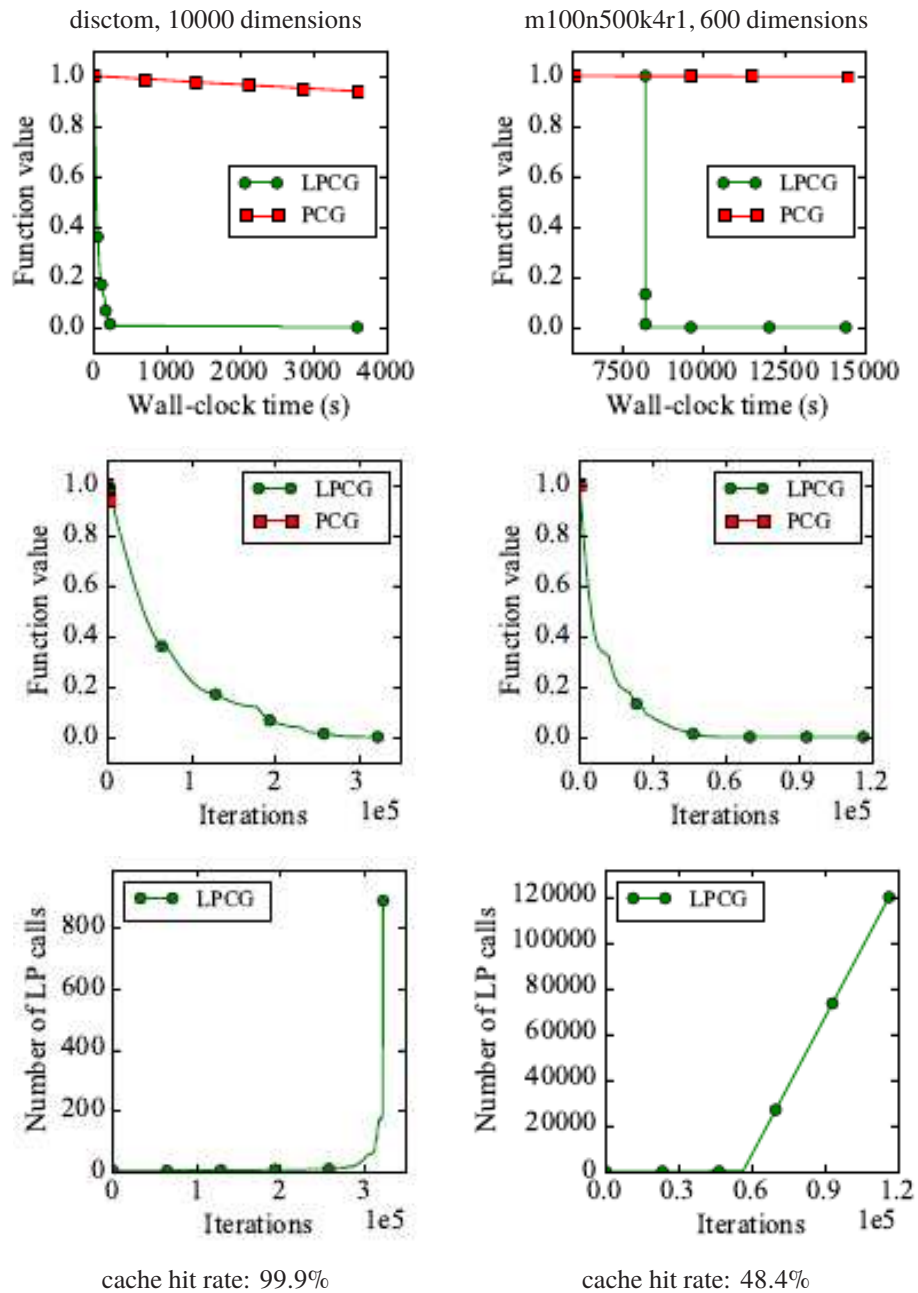 disctom, 10000 dimensions
1.0
0.8
0.6
0.4
0.2
0.0
Function value
LPCG
PCG
0 1000 2000 3000 4000
Wall-clock time (s)
m100n500k4r1, 600 dimensions
1.0
0.8
0.6
0.4
0.2
0.0
Function value
LPCG
PCG
7500 10000 12500 15000
Wall-clock time (s)
1.0
0.8
0.6
0.4
0.2
0.0
Function value
LPCG
PCG
0 1 2 3
1e5
Iterations
1.0
0.8
0.6
0.4
0.2
0.0
Function value
LPCG
PCG
0.0 0.3 0.6 0.9 1.2
1e5
Iterations
800
600
400
200
0
Number of LP calls
LPCG
0 1 2 3
1e5
Iterations
cache hit rate: 99.9%
120000
100000
80000
60000
40000
20000
0
Number of LP calls
LPCG
0.0 0.3 0.6 0.9 1.2
1e5
Iterations
cache hit rate: 48.4%